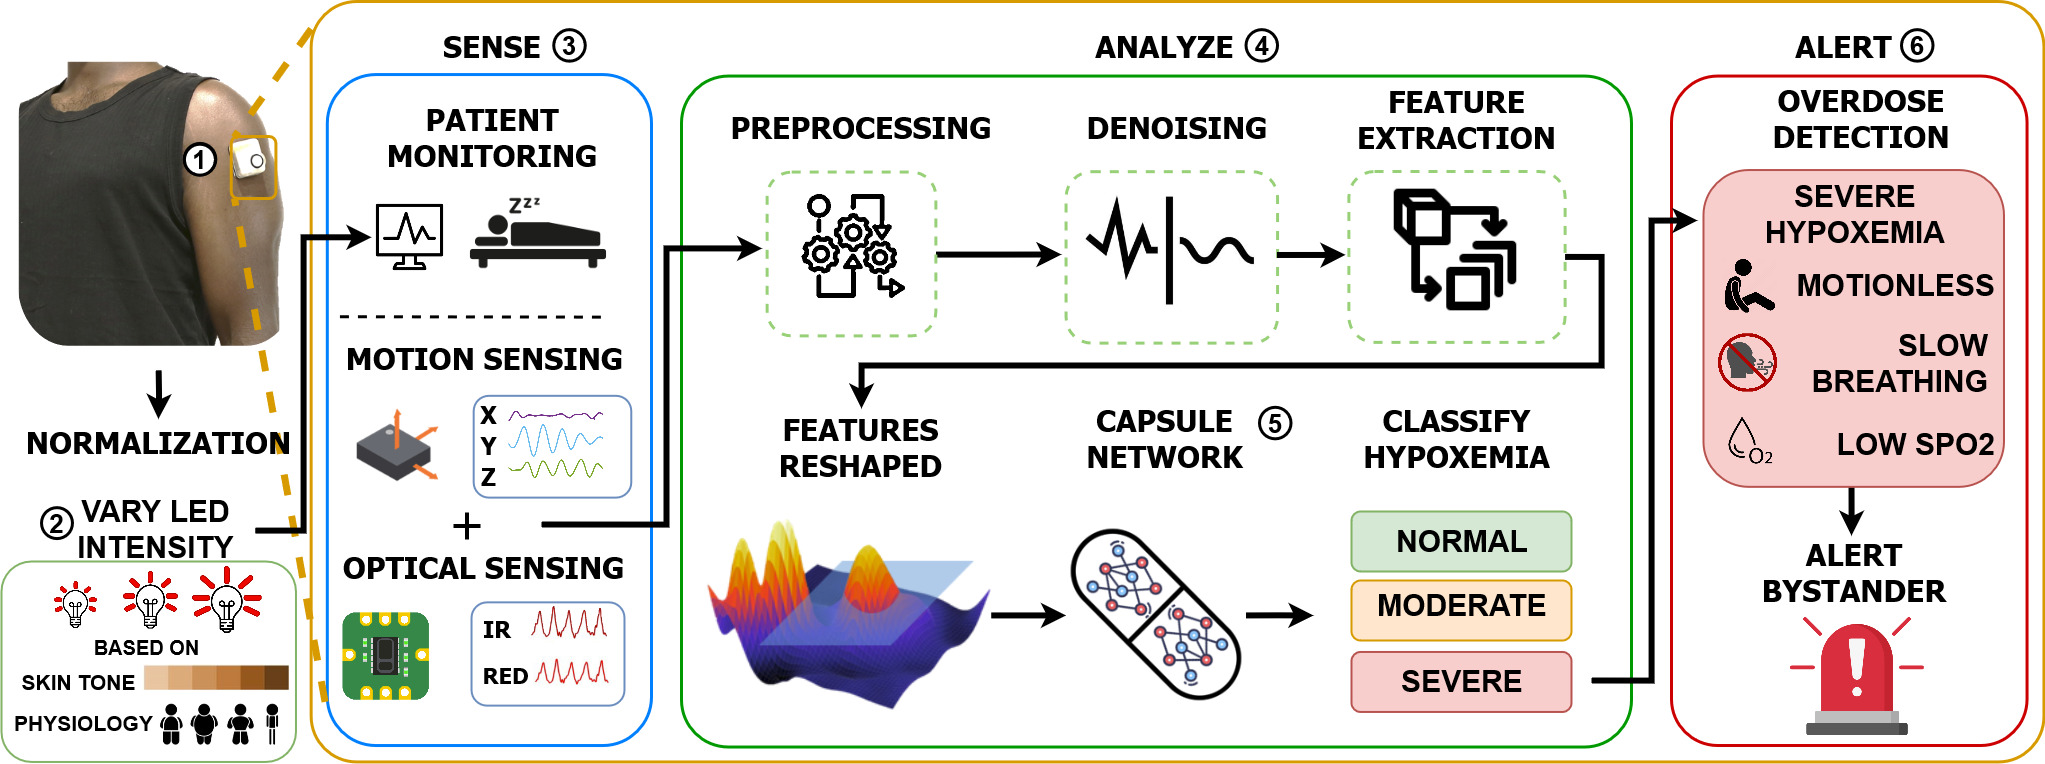 1
NORMALIZATION
2
VARY LED
INTENSITY
BASED ON
SKIN TONE
PHYSIOLOGY
SENSE 3
PATIENT
MONITORING
ZZZ
MOTION SENSING
X
Y
Z
+
OPTICAL SENSING
IR
RED
ANALYZE 4
PREPROCESSING
DENOISING
FEATURE
EXTRACTION
FEATURES
RESHAPED
CAPSULE
NETWORK
5
CLASSIFY
HYPOXEMIA
NORMAL
MODERATE
SEVERE
ALERT 6
OVERDOSE
DETECTION
SEVERE
HYPOXEMIA
MOTIONLESS
SLOW
BREATHING
O2
LOW SPO2
ALERT
BYSTANDER
!